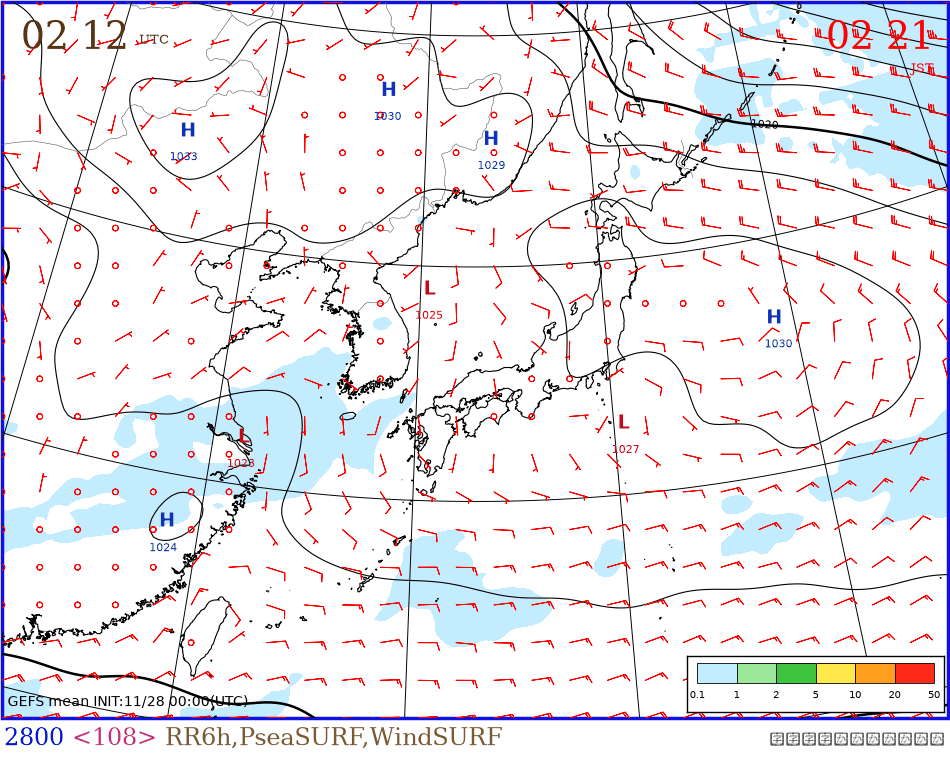 02 12 UTC
02 21
JST
H
1030
1020
H
1033
H
1029
L
1025
H
1030
L
1027
L
1023
H
1024
GEFS mean INIT:11/28 00:00(UTC)
0.1 1 2 5 10 20 50
2800 <108> RR6h,PseaSURF,WindSURF